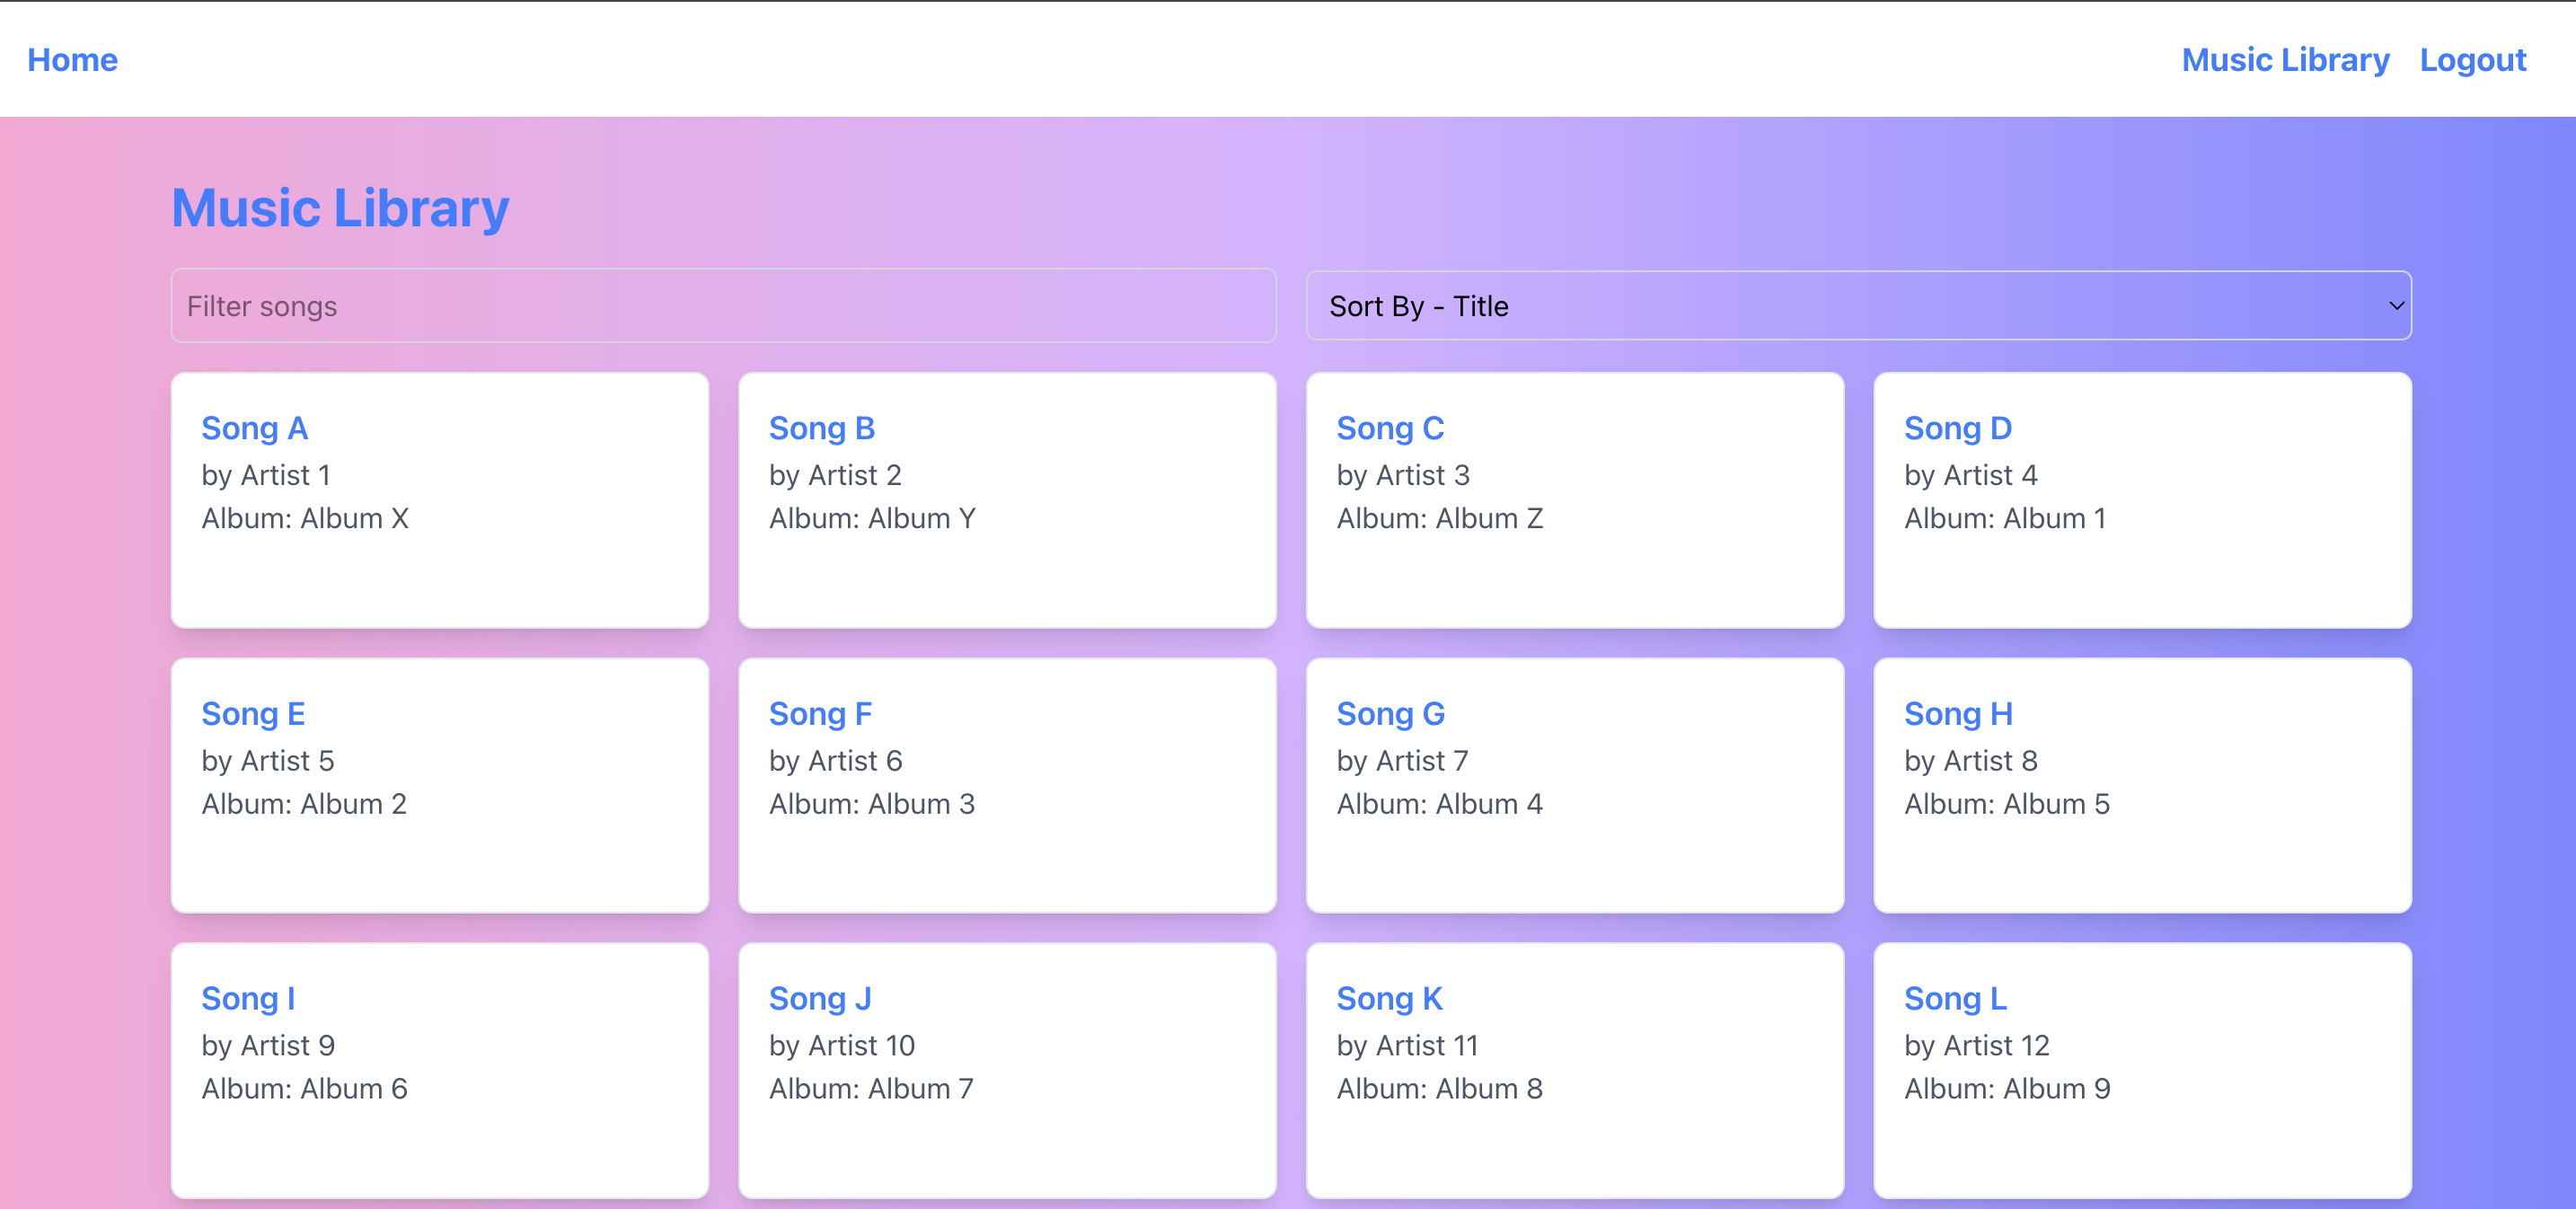 Home
Music Library
Logout
Music Library
Filter songs
Sort By - Title
Song A
by Artist 1
Album: Album X
Song B
by Artist 2
Album: Album Y
Song C
by Artist 3
Album: Album Z
Song D
by Artist 4
Album: Album 1
Song E
by Artist 5
Album: Album 2
Song F
by Artist 6
Album: Album 3
Song G
by Artist 7
Album: Album 4
Song H
by Artist 8
Album: Album 5
Song I
by Artist 9
Album: Album 6
Song J
by Artist 10
Album: Album 7
Song K
by Artist 11
Album: Album 8
Song L
by Artist 12
Album: Album 9